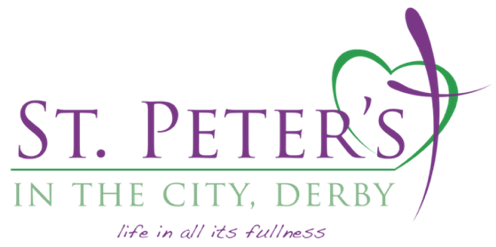 St. Peter's
in the City, Derby
life in all its fullness